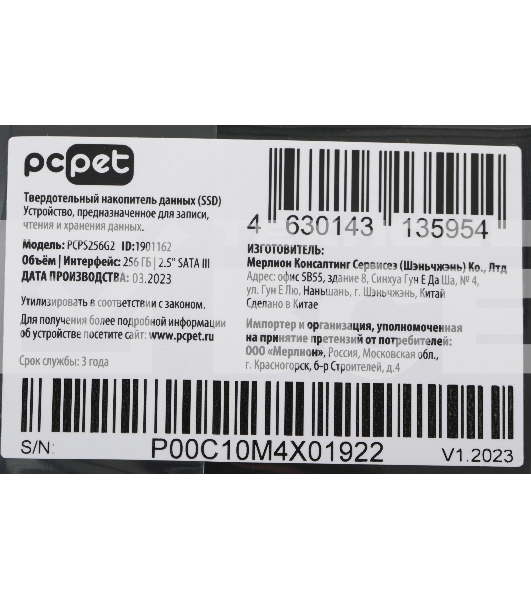 pcpet
Твердотельный накопитель данных (SSD)
Устройство, предназначенное для записи,
чтения и хранения данных.
Модель: PCPS256G2 ID:1901162
Объём | Интерфейс: 256 ГБ | 2.5" SATA III
ДАТА ПРОИЗВОДСТВА: 03.2023
Утилизировать в соответствии с законом.
Для получения более подробной информации
об устройстве посетите сайт: www.pcpet.ru
Срок службы: 3 года
4 630143 135954
ИЗГОТОВИТЕЛЬ:
Мерлион Консалтинг Сервисез (Шэньчжэнь) Ко., Лтд
Адрес: офис 5B55, здание 8, Синхуа Гун Е Да Ша, № 4,
ул. Гун Е Лю, Наньшань, г. Шэньчжэнь, Китай
Сделано в Китае
Импортер и организация, уполномоченная
на принятие претензий от потребителей:
ООО «Мерлион», Россия, Московская обл.,
г. Красногорск, б-р Строителей, д.4
S/N: P00C10M4X01922 V1.2023